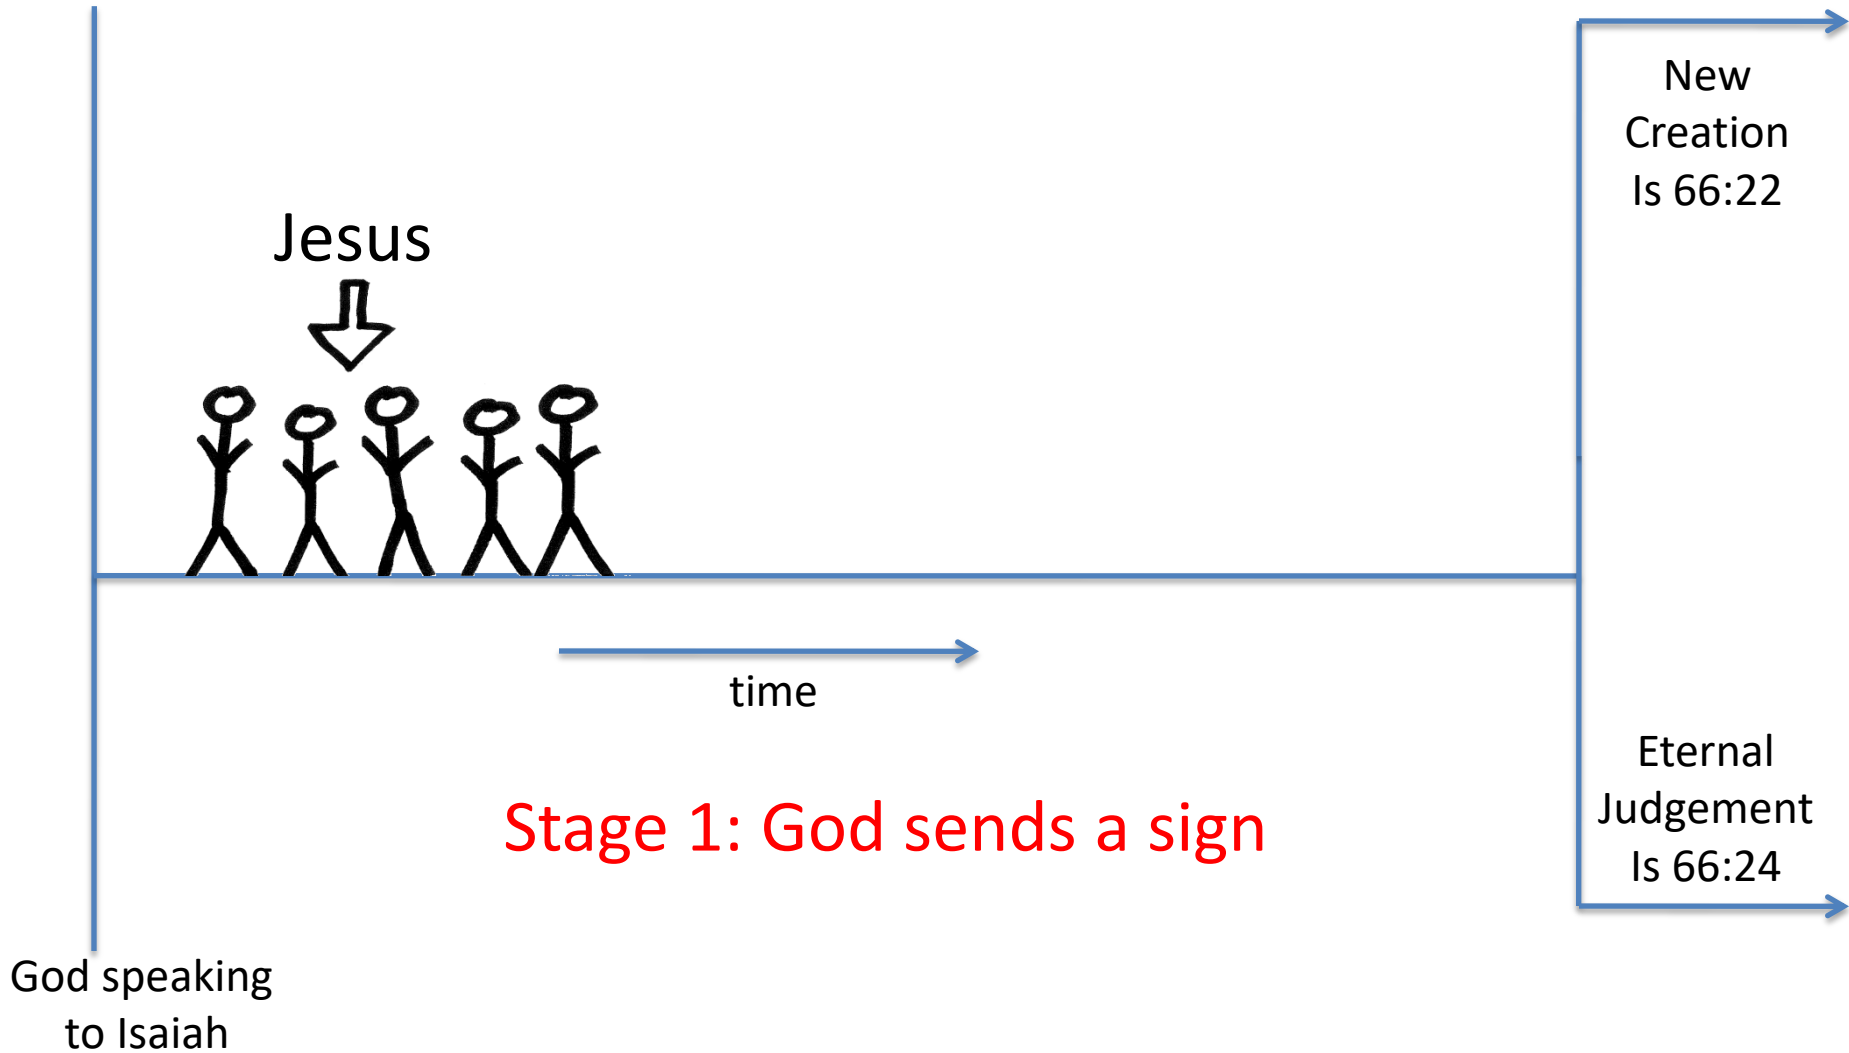 New
Creation
Is 66:22
Jesus
time
Stage 1: God sends a sign
Eternal
Judgement
Is 66:24
God speaking
to Isaiah